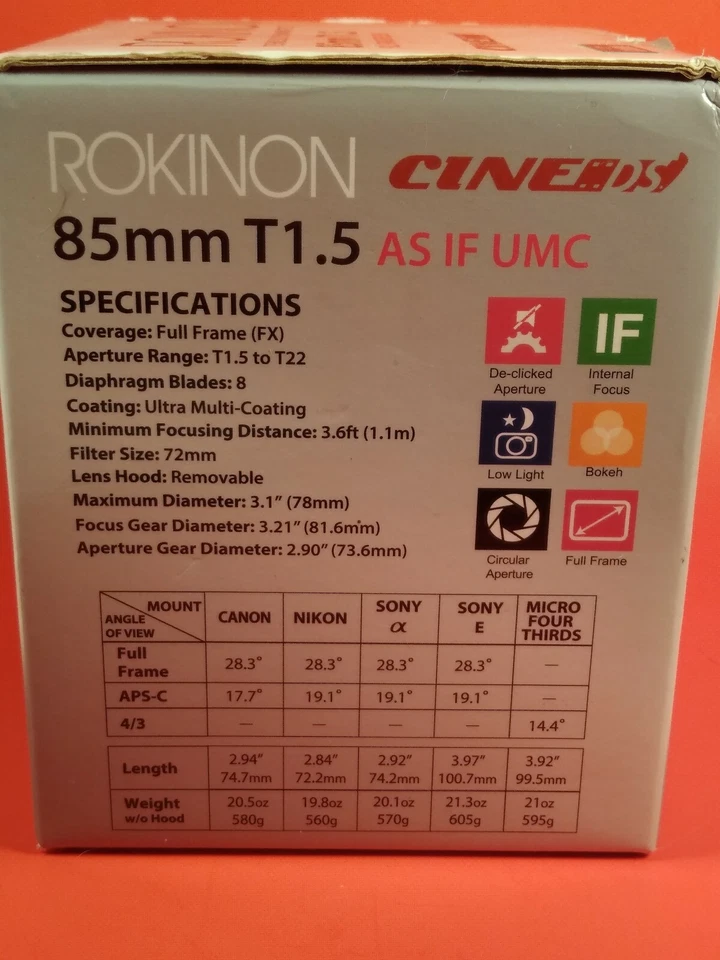 ROKINON CINE DS
85mm T1.5 AS IF UMC
SPECIFICATIONS
Coverage: Full Frame (FX)
Aperture Range: T1.5 to T22
Diaphragm Blades: 8
Coating: Ultra Multi-Coating
Minimum Focusing Distance: 3.6ft (1.1m)
Filter Size: 72mm
Lens Hood: Removable
Maximum Diameter: 3.1” (78mm)
Focus Gear Diameter: 3.21” (81.6mm)
Aperture Gear Diameter: 2.90” (73.6mm)
De-clicked
Aperture
IF
Internal
Focus
Low Light
Bokeh
Circular
Aperture
Full Frame
MOUNT
ANGLE
OF VIEW
CANON
NIKON
SONY
α
SONY
E
MICRO
FOUR
THIRDS
Full
Frame
28.3° 28.3° 28.3° 28.3° —
APS-C 17.7° 19.1° 19.1° 19.1° —
4/3 — — — — 14.4°
Length
2.94” 2.84” 2.92” 3.97” 3.92”
74.7mm 72.2mm 74.2mm 100.7mm 99.5mm
Weight 20.5oz 19.8oz 20.1oz 21.3oz 21oz
w/o Hood 580g 560g 570g 605g 595g